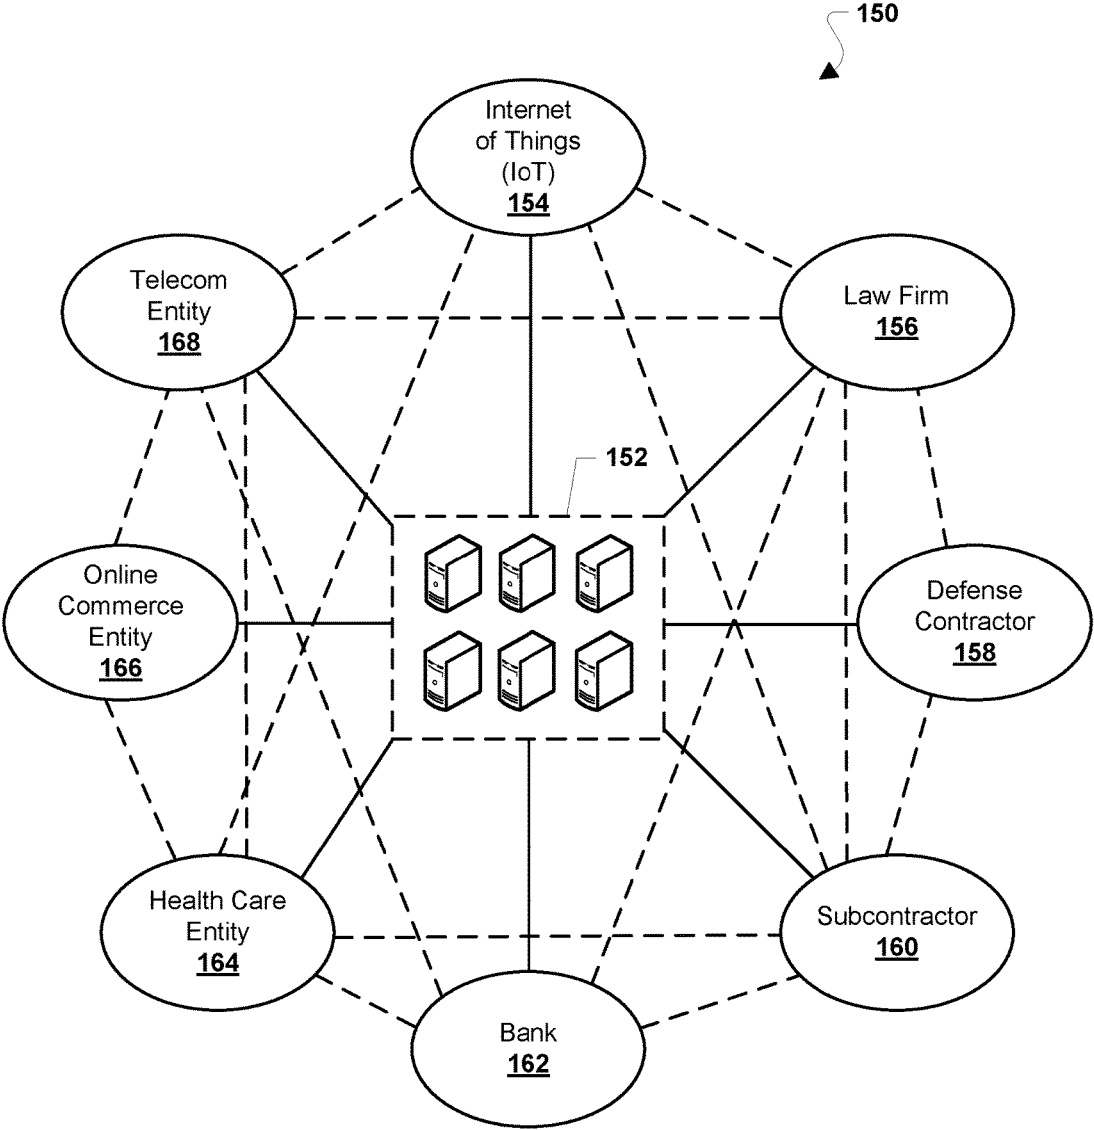 150
Internet
of Things
(IoT)
154
Telecom
Entity
168
Law Firm
156
152
Online
Commerce
Entity
166
Defense
Contractor
158
Health Care
Entity
164
Subcontractor
160
Bank
162